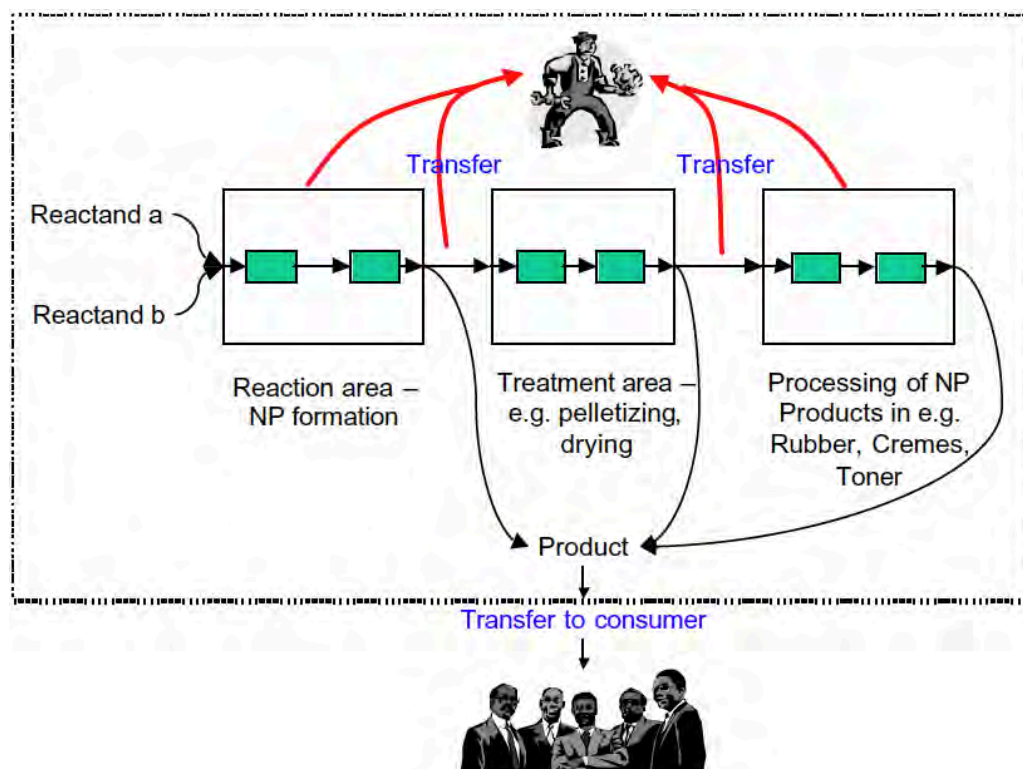 Transfer
Transfer
Reactand a
Reactand b
Reaction area –
NP formation
Treatment area –
e.g. pelletizing,
drying
Processing of NP
Products in e.g.
Rubber, Cremes,
Toner
Product
Transfer to consumer